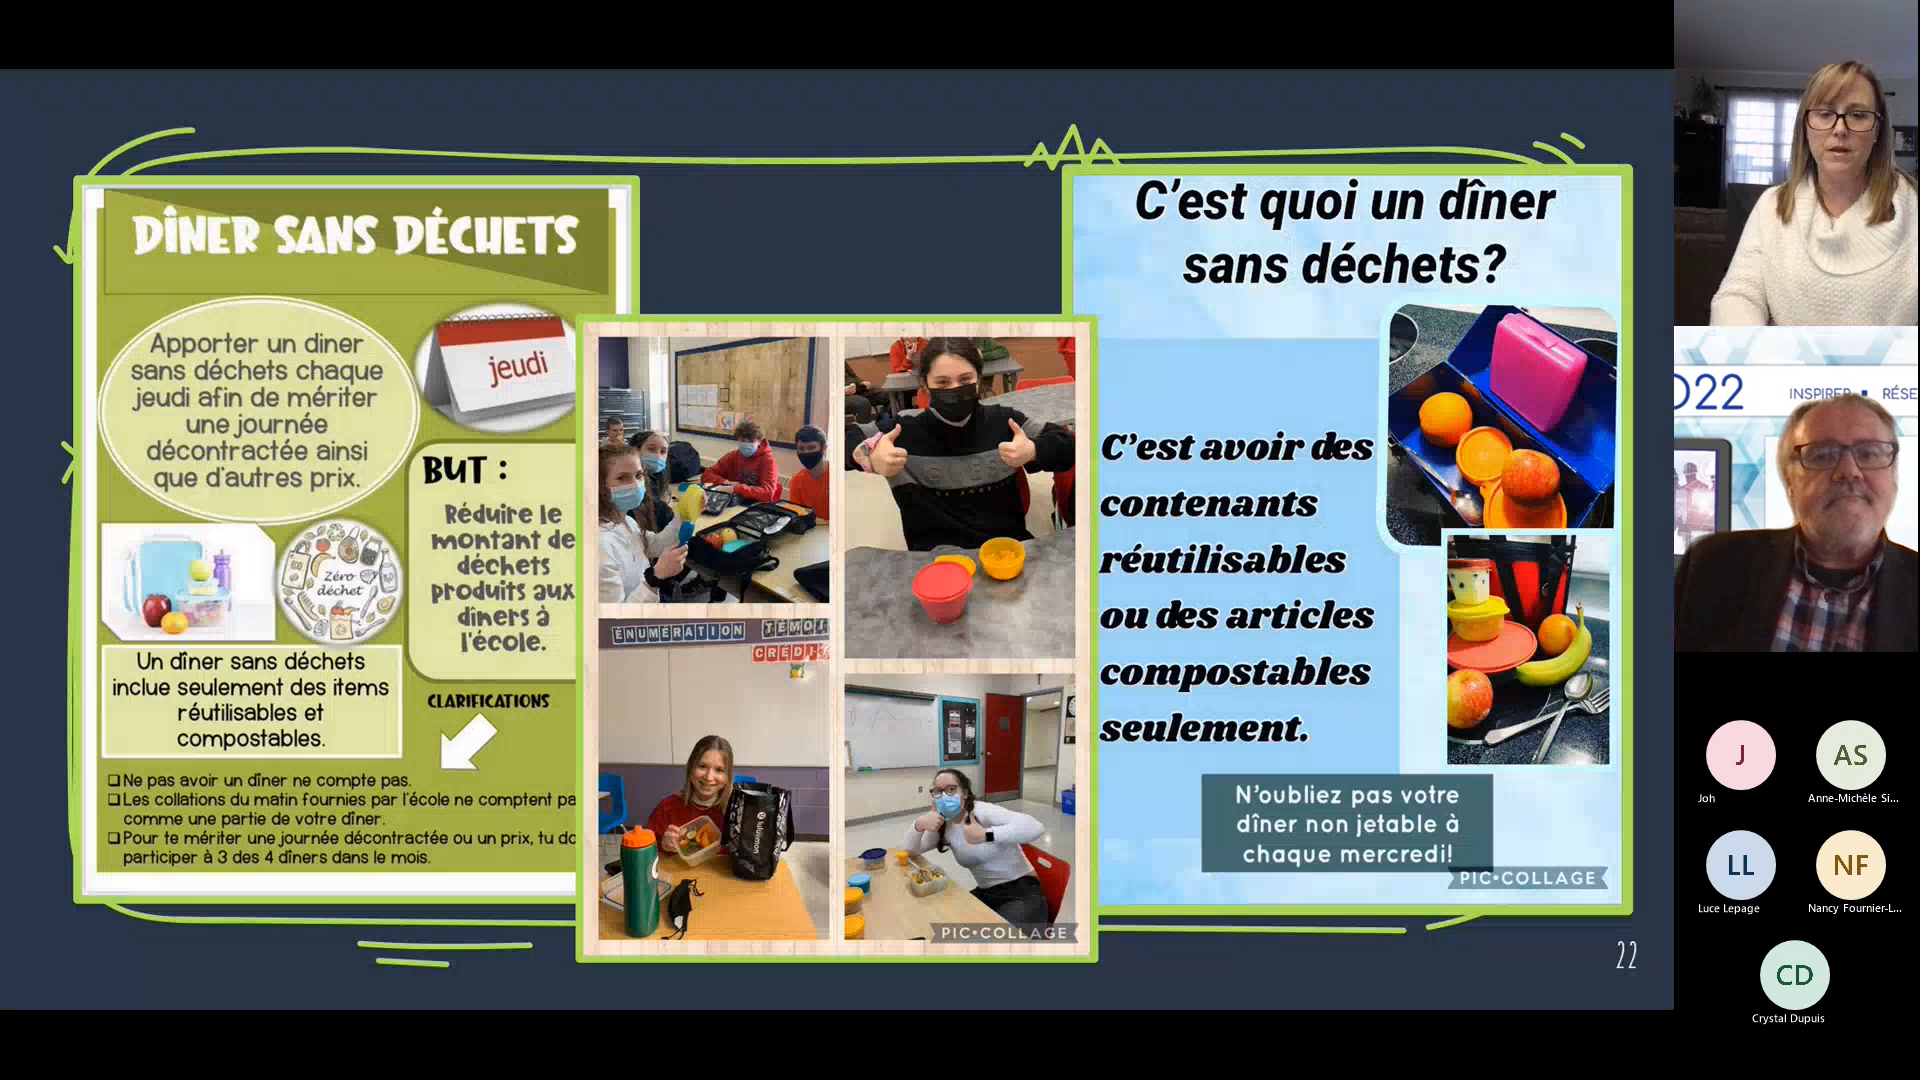 DÎNER SANS DÉCHETS
Apporter un diner
sans déchets chaque
jeudi afin de mériter
une journée
décontractée ainsi
que d'autres prix.
jeudi
BUT :
Réduire le
montant de
déchets
produits aux
dîners à
l'école.
Zéro
déchet
Un dîner sans déchets
inclue seulement des items
réutilisables et
compostables.
CLARIFICATIONS
Ne pas avoir un dîner ne compte pas.
Les collations du matin fournies par l'école ne comptent pa
comme une partie de votre dîner.
Pour te mériter une journée décontractée ou un prix, tu do
participer à 3 des 4 dîners dans le mois.
ÉNUMÉRATION TÉMOI
CRÉDI
lululemon
PIC•COLLAGE
C'est quoi un dîner
sans déchets?
C'est avoir des
contenants
réutilisables
ou des articles
compostables
seulement.
N'oubliez pas votre
dîner non jetable à
chaque mercredi!
PIC•COLLAGE
22
022
INSPIRER ▪ RÉSE
J
Joh
AS
Anne-Michèle Si...
LL
Luce Lepage
NF
Nancy Fournier-L...
CD
Crystal Dupuis